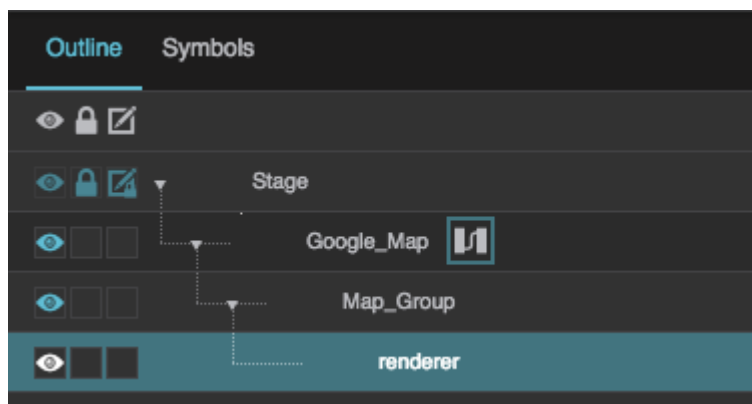 Outline Symbols
Stage
Google_Map
Map_Group
renderer